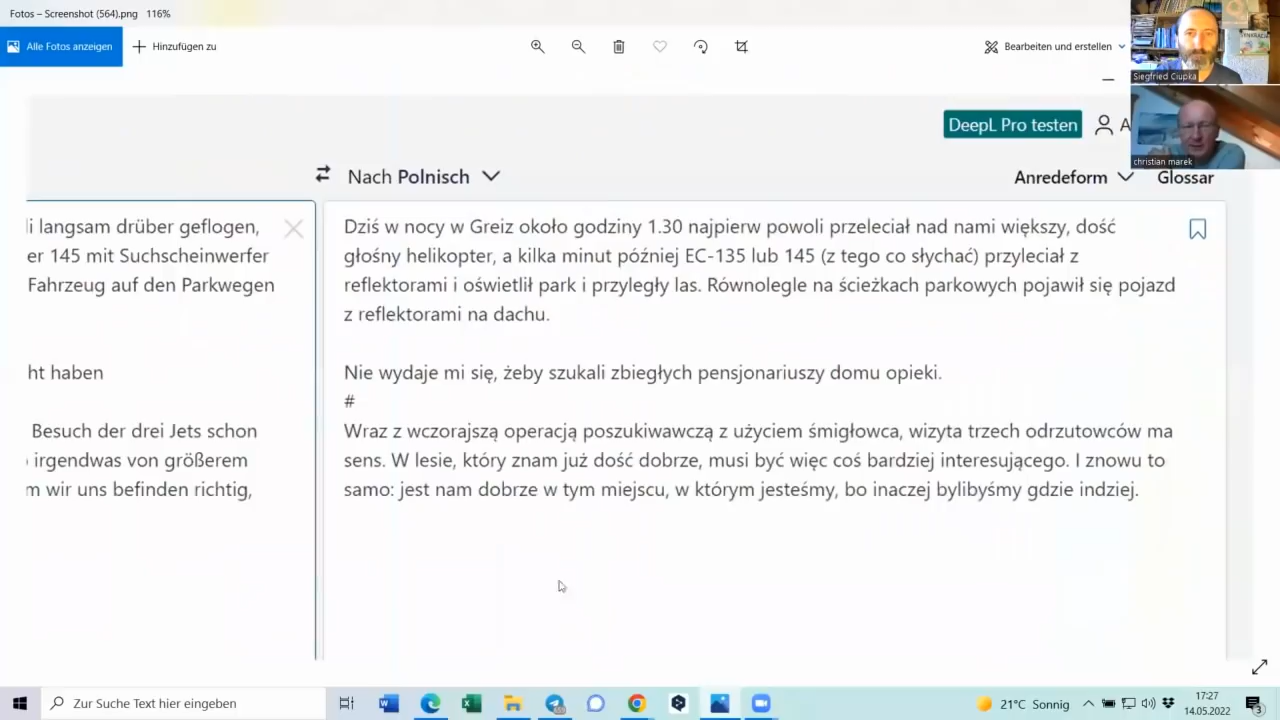 Fotos – Screenshot (564).png 116%
Alle Fotos anzeigen
Hinzufügen zu
Bearbeiten und erstellen
Siegfried Ciupka
christian marek
DeepL Pro testen
A
Nach Polnisch
Anredeform
Glossar
langsam drüber geflogen,
er 145 mit Suchscheinwerfer
Fahrzeug auf den Parkwegen
ht haben
Besuch der drei Jets schon
irgendwas von größerem
m wir uns befinden richtig,
Dziś w nocy w Greiz około godziny 1.30 najpierw powoli przeleciał nad nami większy, dość
głośny helikopter, a kilka minut później EC-135 lub 145 (z tego co słychać) przyleciał z
reflektorami i oświetlił park i przyległy las. Równolegle na ścieżkach parkowych pojawił się pojazd
z reflektorami na dachu.
Nie wydaje mi się, żeby szukali zbiegłych pensjonariuszy domu opieki.
#
Wraz z wczorajszą operacją poszukiwawczą z użyciem śmigłowca, wizyta trzech odrzutowców ma
sens. W lesie, który znam już dość dobrze, musi być więc coś bardziej interesującego. I znowu to
samo: jest nam dobrze w tym miejscu, w którym jesteśmy, bo inaczej bylibyśmy gdzie indziej.
Zur Suche Text hier eingeben
21°C Sonnig
17:27
14.05.2022
3